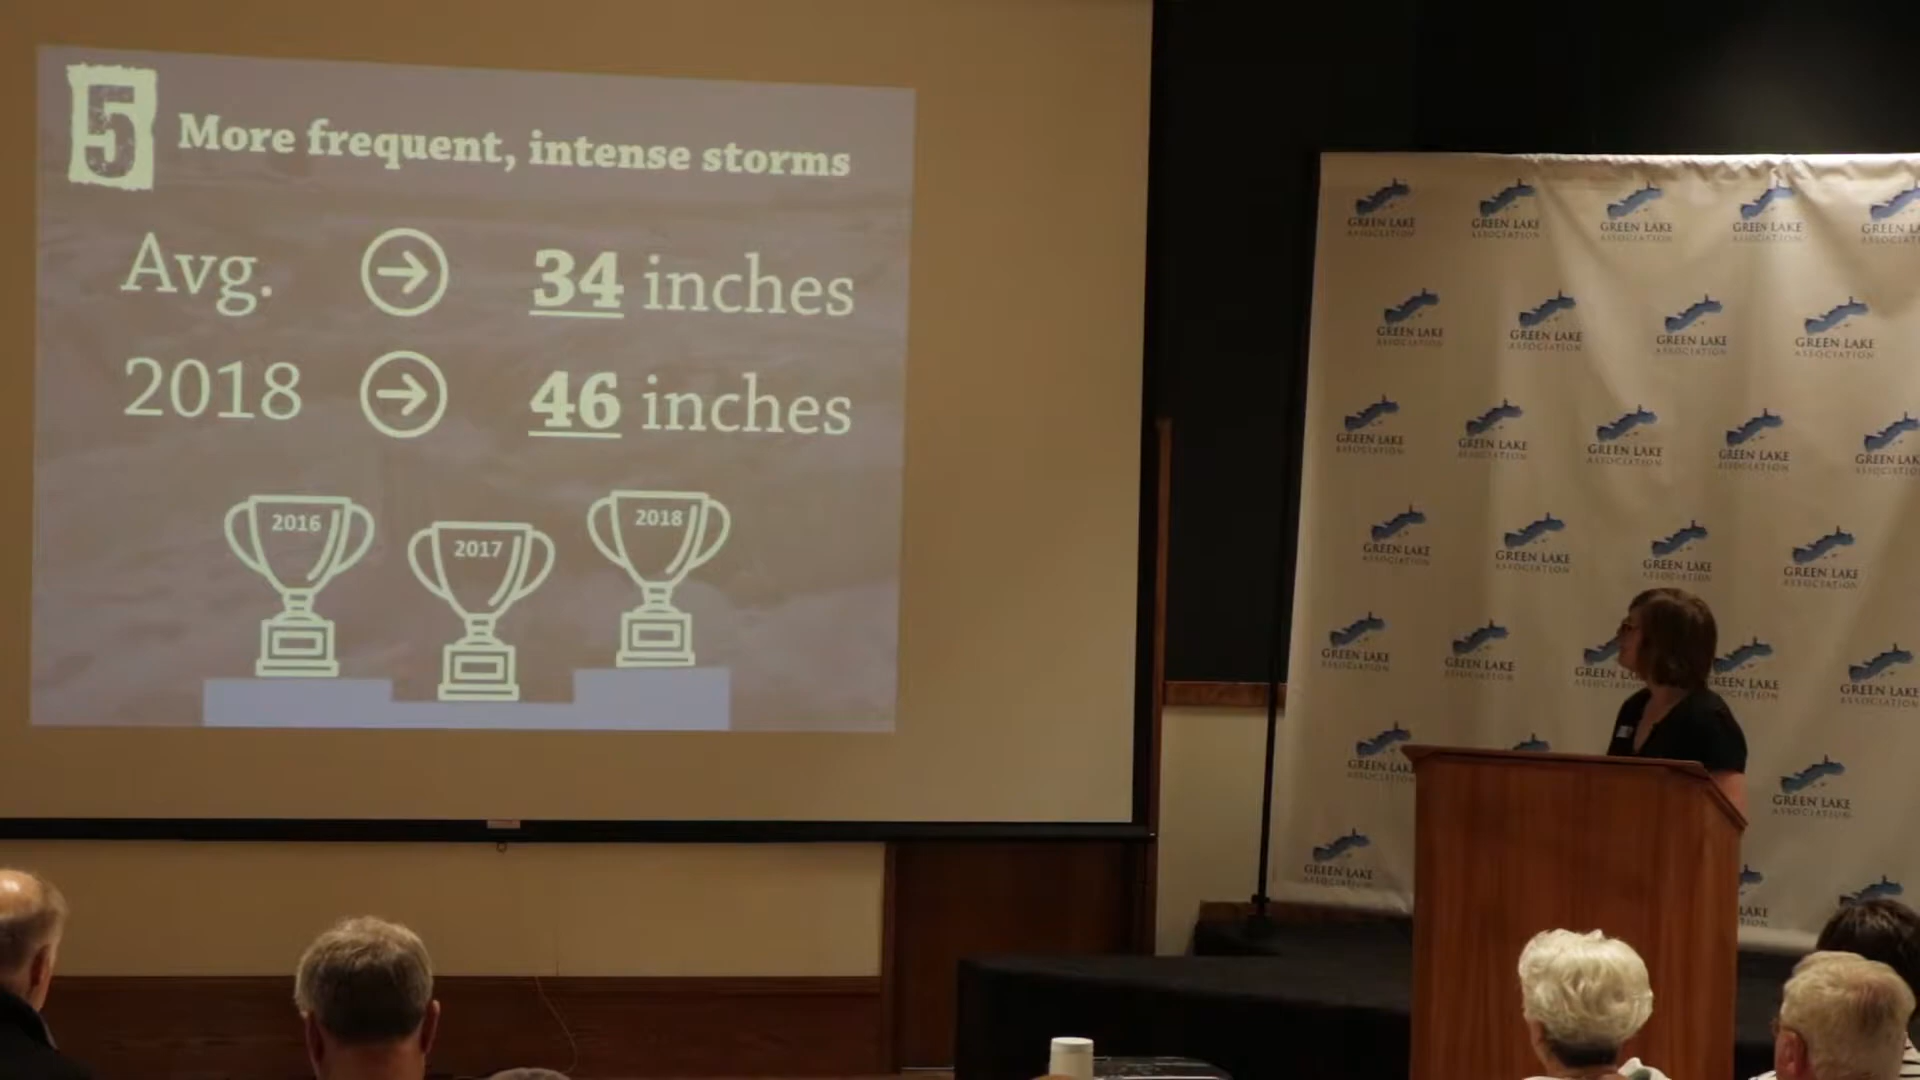 5 More frequent, intense storms
Avg. → 34 inches
2018 → 46 inches
2016
2017
2018
GREEN LAKE
ASSOCIATION